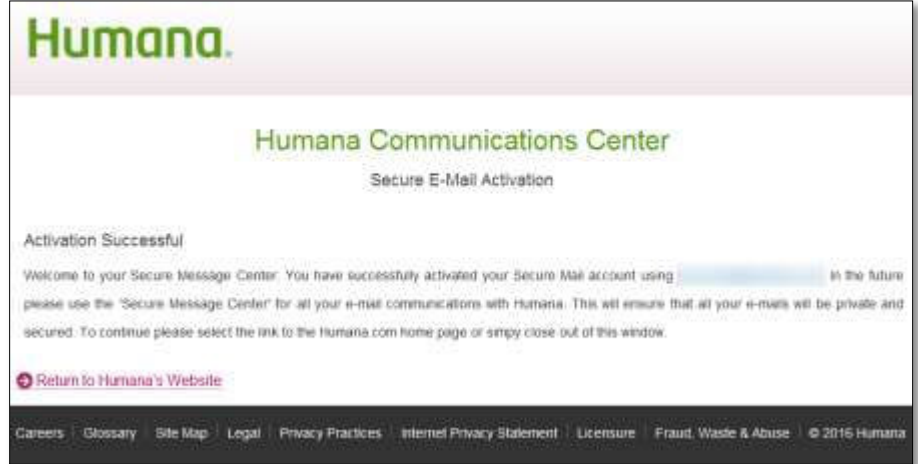 Humana.
Humana Communications Center
Secure E-Mail Activation
Activation Successful
Welcome to your Secure Message Center. You have successfully activated your Secure Mail account using In the future
please use the "Secure Message Center" for all your e-mail communications with Humana. This will ensure that all your e-mails will be private and
secured. To continue please select the link to the Humana.com home page or simpy close out of this window.
Return to Humana's Website
Careers | Glossary | Site Map | Legal | Privacy Practices | Internet Privacy Statement | Licensure | Fraud, Waste & Abuse | © 2016 Humana